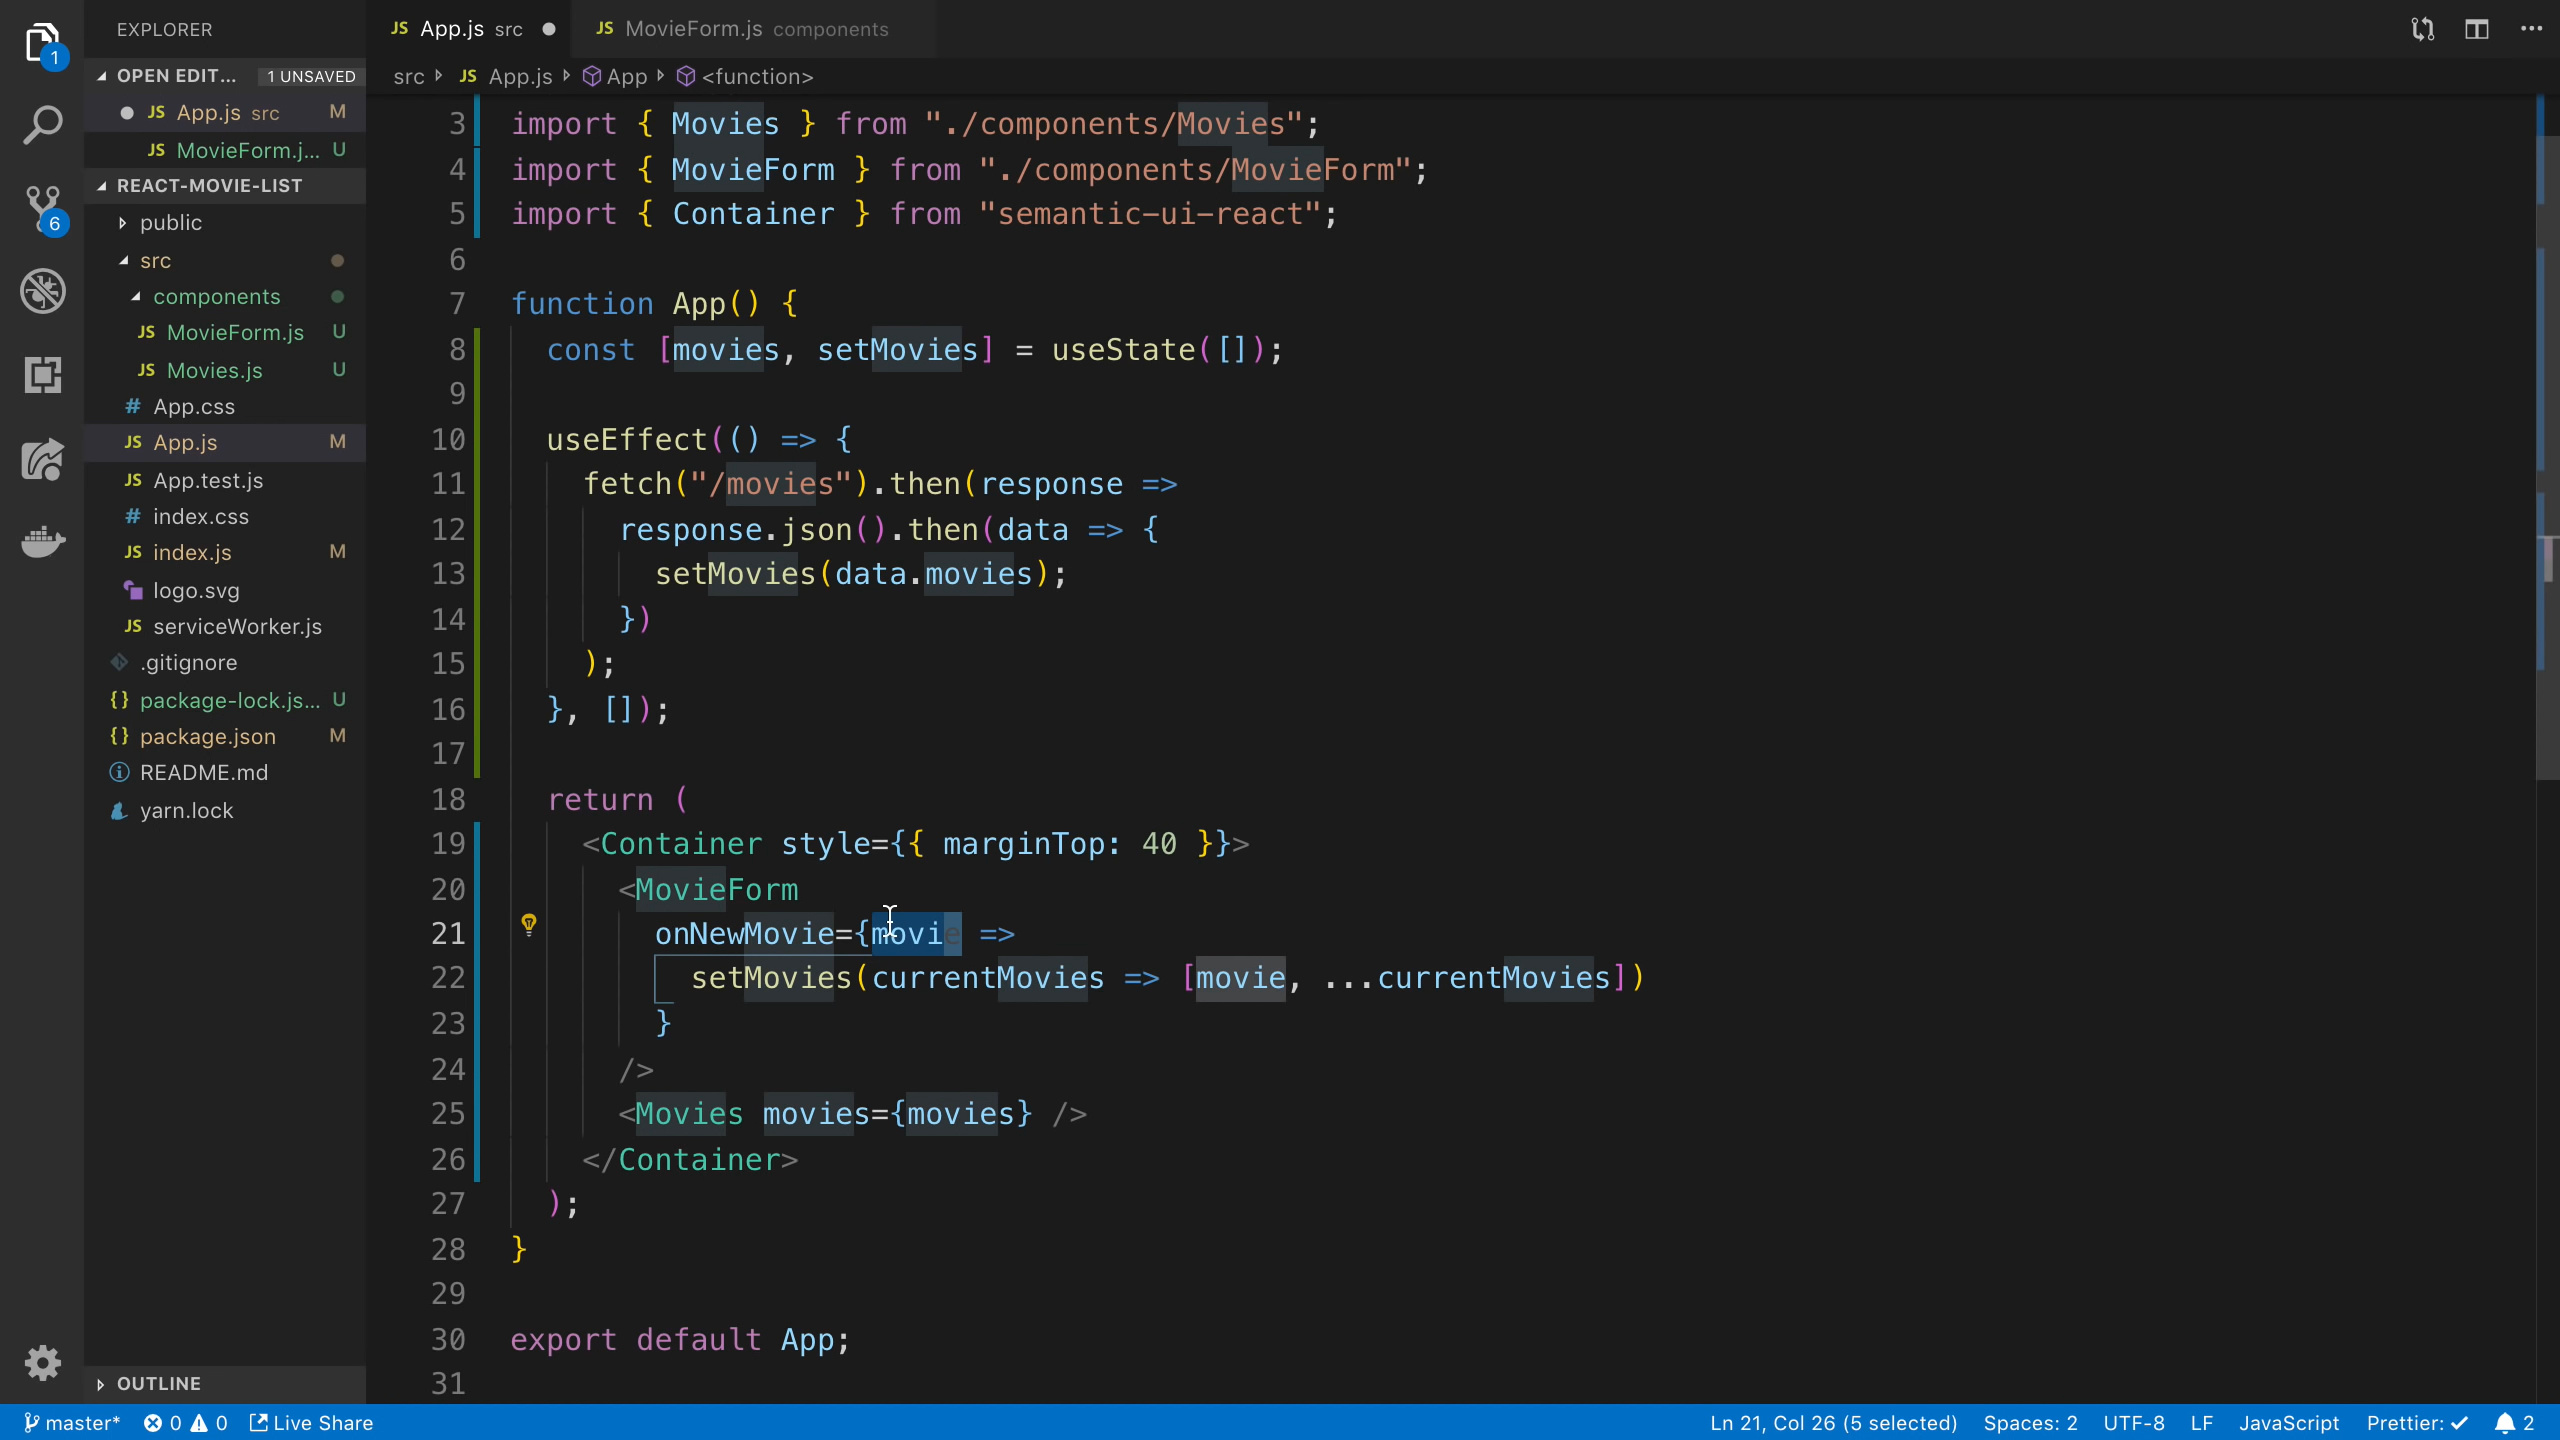 EXPLORER
OPEN EDIT... 1 UNSAVED
JS App.js src M
JS MovieForm.j... U
REACT-MOVIE-LIST
public
src
components
JS MovieForm.js U
JS Movies.js U
# App.css
JS App.js M
JS App.test.js
# index.css
JS index.js M
logo.svg
JS serviceWorker.js
.gitignore
{} package-lock.js... U
{} package.json M
README.md
yarn.lock
OUTLINE
1
6
JS App.js src
JS MovieForm.js components
src JS App.js App <function>
3 import { Movies } from "./components/Movies";
4 import { MovieForm } from "./components/MovieForm";
5 import { Container } from "semantic-ui-react";
6
7 function App() {
8 const [movies, setMovies] = useState([]);
9
10 useEffect(() => {
11 fetch("/movies").then(response =>
12 response.json().then(data => {
13 setMovies(data.movies);
14 })
15 );
16 }, []);
17
18 return (
19 <Container style={{ marginTop: 40 }}>
20 <MovieForm
21 onNewMovie={movie =>
22 setMovies(currentMovies => [movie, ...currentMovies])
23 }
24 />
25 <Movies movies={movies} />
26 </Container>
27 );
28 }
29
30 export default App;
31
master* 0 0 Live Share
Ln 21, Col 26 (5 selected) Spaces: 2 UTF-8 LF JavaScript Prettier: ✓ 2